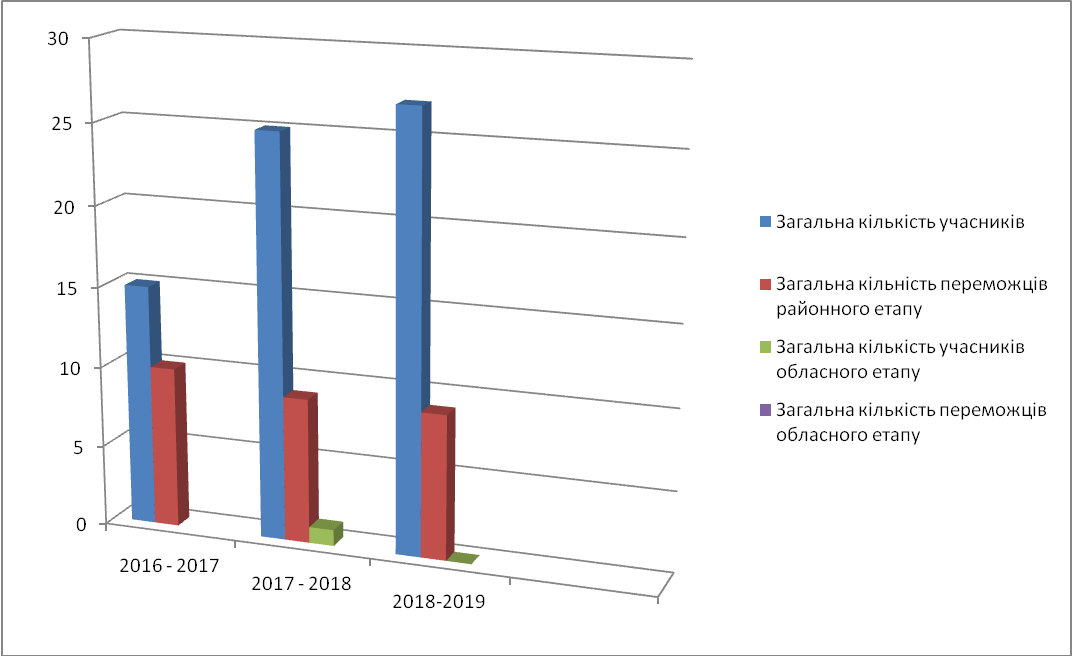 30
25
20
15
10
5
0
2016 - 2017
2017 - 2018
2018-2019
Загальна кількість учасників
Загальна кільність переможців
районного етапу
Загальна кількість учасників
обласного етапу
Загальна кількість переможців
обласного етапу